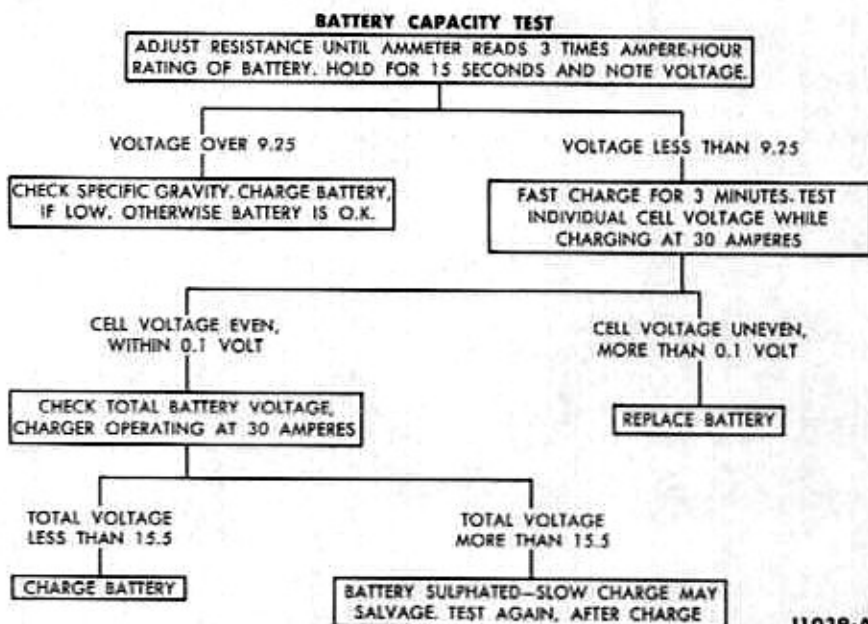 BATTERY CAPACITY TEST
ADJUST RESISTANCE UNTIL AMMETER READS 3 TIMES AMPERE-HOUR
RATING OF BATTERY. HOLD FOR 15 SECONDS AND NOTE VOLTAGE.
VOLTAGE OVER 9.25
CHECK SPECIFIC GRAVITY. CHARGE BATTERY,
IF LOW. OTHERWISE BATTERY IS O.K.
VOLTAGE LESS THAN 9.25
FAST CHARGE FOR 3 MINUTES. TEST
INDIVIDUAL CELL VOLTAGE WHILE
CHARGING AT 30 AMPERES
CELL VOLTAGE EVEN,
WITHIN 0.1 VOLT
CHECK TOTAL BATTERY VOLTAGE,
CHARGER OPERATING AT 30 AMPERES
CELL VOLTAGE UNEVEN,
MORE THAN 0.1 VOLT
REPLACE BATTERY
TOTAL VOLTAGE
LESS THAN 15.5
CHARGE BATTERY
TOTAL VOLTAGE
MORE THAN 15.5
BATTERY SULPHATED—SLOW CHARGE MAY
SALVAGE. TEST AGAIN, AFTER CHARGE